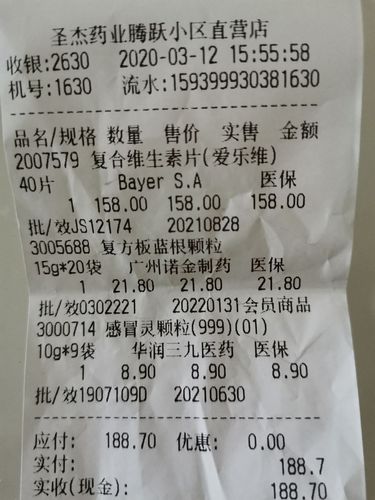 圣杰药业腾跃小区直营店
收银:2630 2020-03-12 15:55:58
机号:1630 流水:159399930381630
品名/规格 数量 售价 实售 金额
2007579 复合维生素片(爱乐维)
40片 Bayer S.A 医保
1 158.00 158.00 158.00
批/效JS12174 20210828
3005688 复方板蓝根颗粒
15g*20袋 广州诺金制药 医保
1 21.80 21.80 21.80
批/效0302221 20220131会员商品
3000714 感冒灵颗粒(999)(01)
10g*9袋 华润三九医药 医保
1 8.90 8.90 8.90
批/效1907109D 20210630
应付: 188.70 优惠: 0.00
实付: 188.7
实收(现金): 188.70